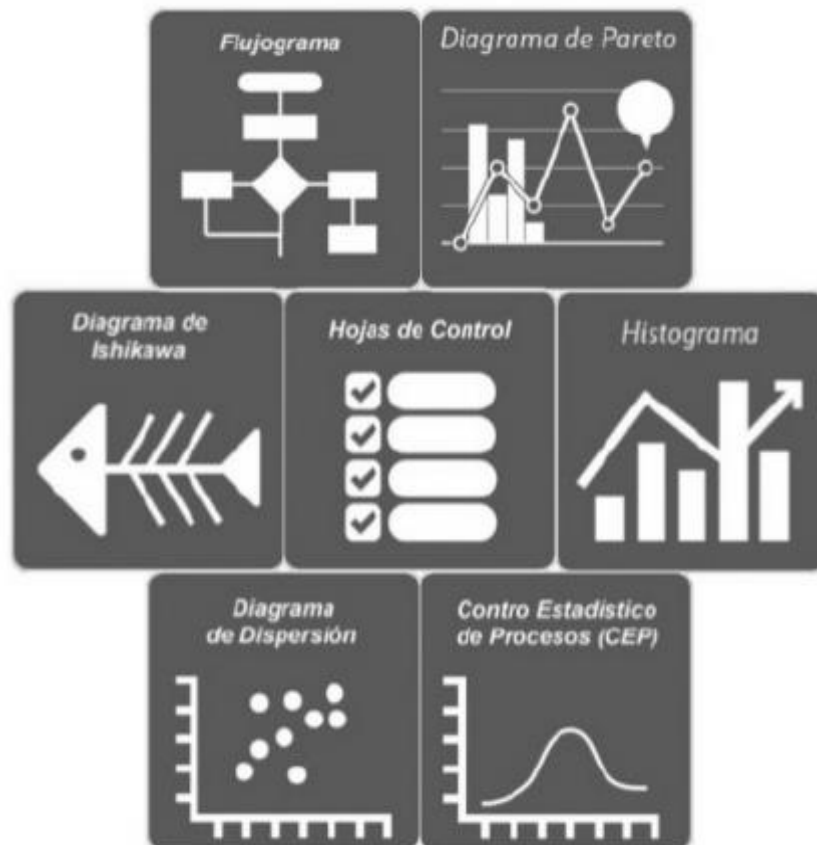 Flujograma
Diagrama de Pareto
Diagrama de
Ishikawa
Hojas de Control
Histograma
Diagrama
de Dispersión
Contro Estadístico
de Procesos (CEP)